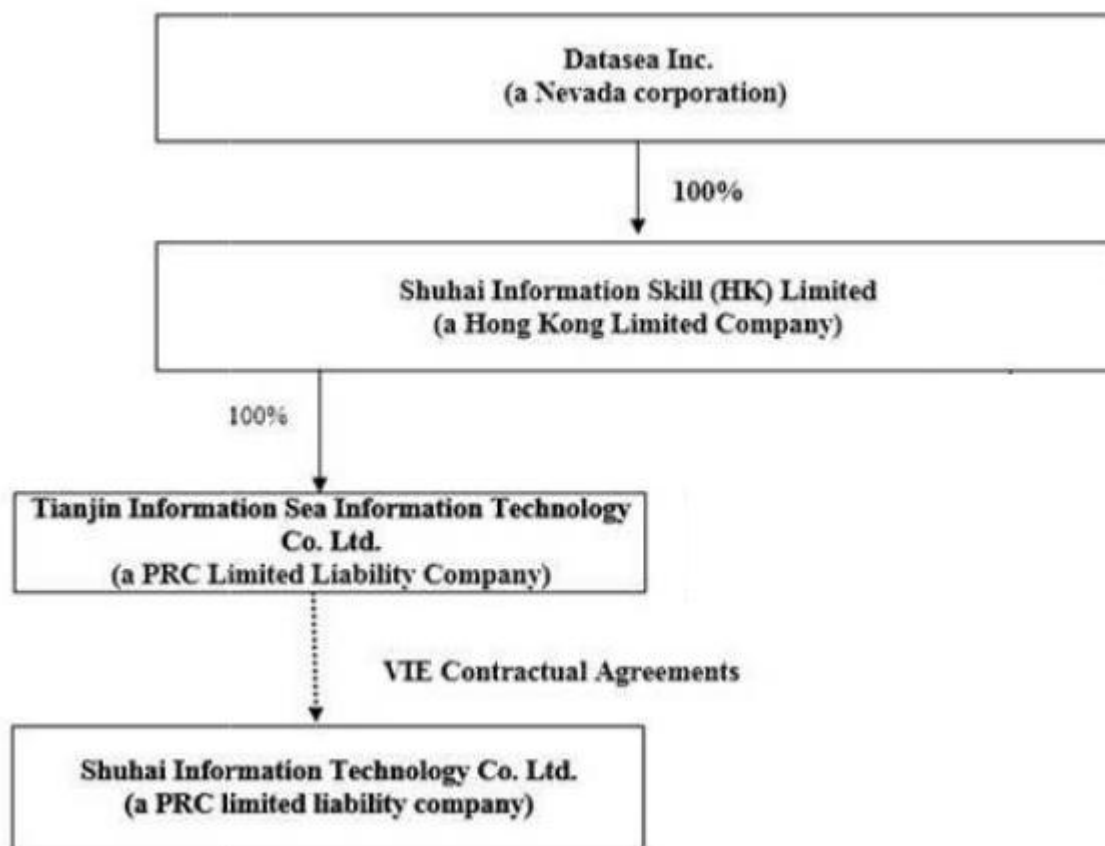 Datasea Inc.
(a Nevada corporation)
100%
Shuhai Information Skill (HK) Limited
(a Hong Kong Limited Company)
100%
Tianjin Information Sea Information Technology
Co. Ltd.
(a PRC Limited Liability Company)
VIE Contractual Agreements
Shuhai Information Technology Co. Ltd.
(a PRC limited liability company)